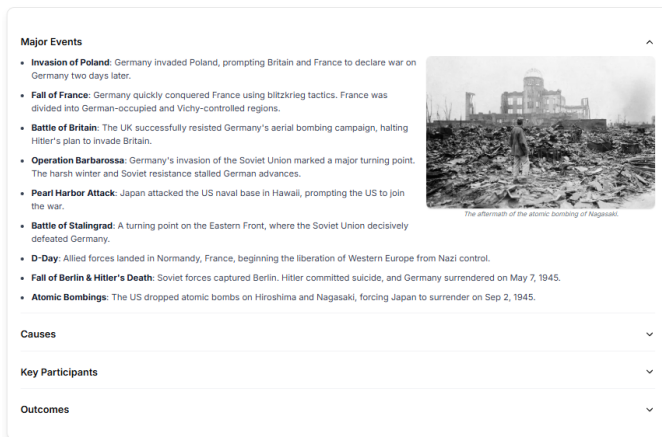 Major Events
• Invasion of Poland: Germany invaded Poland, prompting Britain and France to declare war on
Germany two days later.
• Fall of France: Germany quickly conquered France using blitzkrieg tactics. France was
divided into German-occupied and Vichy-controlled regions.
• Battle of Britain: The UK successfully resisted Germany's aerial bombing campaign, halting
Hitler's plan to invade Britain.
• Operation Barbarossa: Germany's invasion of the Soviet Union marked a major turning point.
The harsh winter and Soviet resistance stalled German advances.
• Pearl Harbor Attack: Japan attacked the US naval base in Hawaii, prompting the US to join
the war.
• Battle of Stalingrad: A turning point on the Eastern Front, where the Soviet Union decisively
defeated Germany.
• D-Day: Allied forces landed in Normandy, France, beginning the liberation of Western Europe from Nazi control.
• Fall of Berlin & Hitler's Death: Soviet forces captured Berlin. Hitler committed suicide, and Germany surrendered on May 7, 1945.
• Atomic Bombings: The US dropped atomic bombs on Hiroshima and Nagasaki, forcing Japan to surrender on Sep 2, 1945.
The aftermath of the atomic bombing of Nagasaki.
Causes
Key Participants
Outcomes